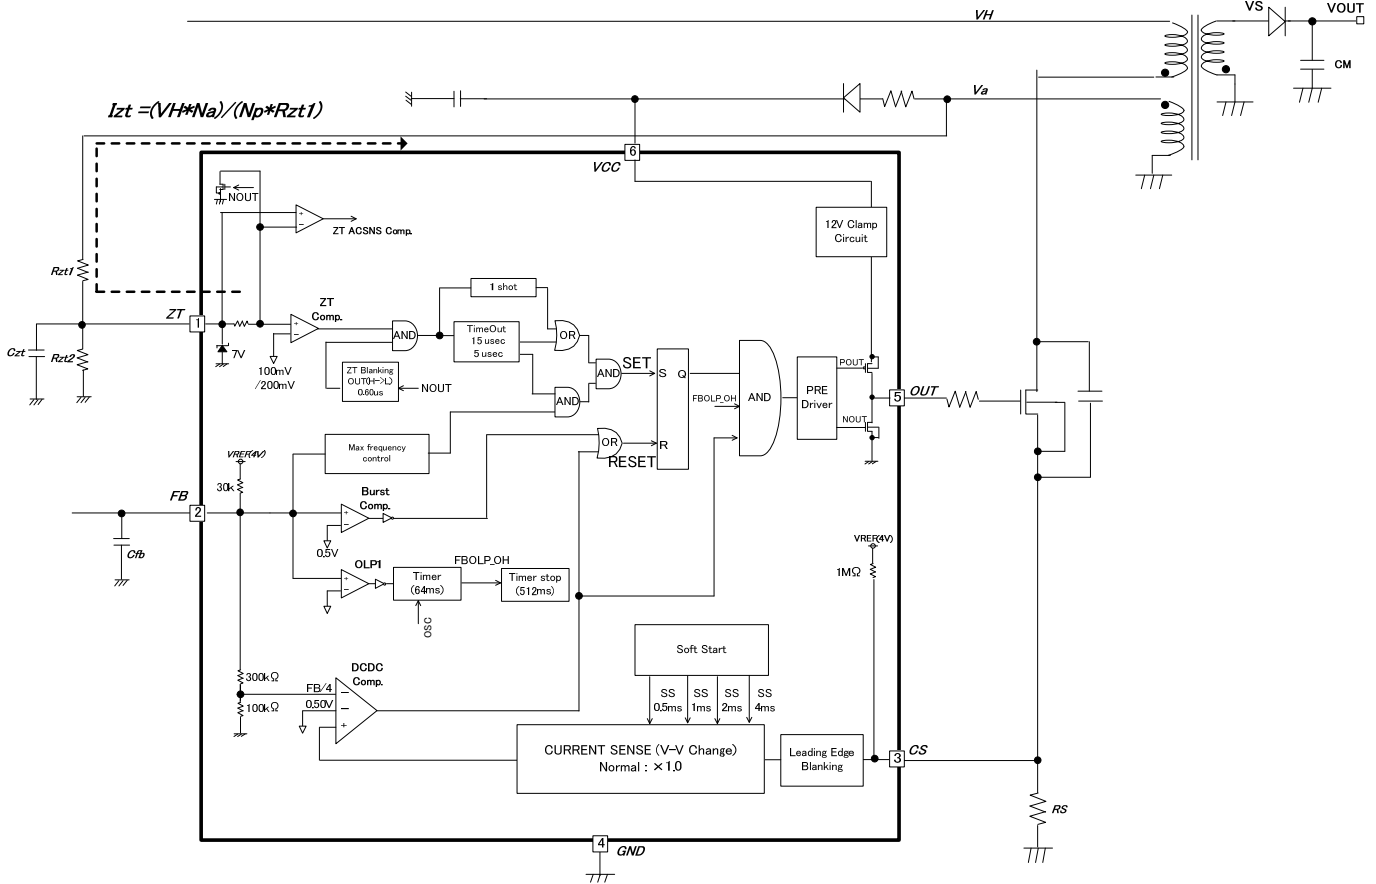 VH
VS
VOUT
CM
Va
Izt =(VH*Na)/(Np*Rzt1)
6
VCC
NOUT
+
−
ZT ACSNS Comp.
12V Clamp
Circuit
Rzt1
ZT
1
ZT
Comp.
+
−
7V
100mV
/200mV
Czt
Rzt2
AND
1 shot
TimeOut
15 usec
5 usec
OR
ZT Blanking
OUT(H->L)
0.60us
NOUT
AND
AND
SET
S
Q
R
FBOLP_OH
AND
PRE
Driver
POUT
NOUT
5
OUT
Max frequency
control
OR
RESET
VREF(4V)
30k
FB
2
Cfb
Burst
Comp.
+
−
0.5V
OLP1
+
−
Timer
(64ms)
FBOLP_OH
Timer stop
(512ms)
OSC
VREF(4V)
1MΩ
Soft Start
SS
0.5ms
SS
1ms
SS
2ms
SS
4ms
300kΩ
100kΩ
DCDC
Comp.
FB/4
0.50V
−
−
+
CURRENT SENSE (V-V Change)
Normal : ×1.0
Leading Edge
Blanking
3
CS
RS
4
GND